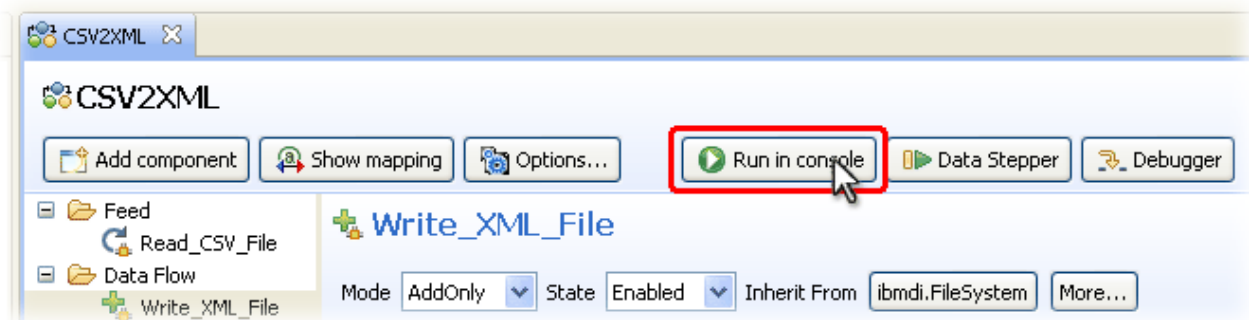 CSV2XML
CSV2XML
Add component Show mapping Options... Run in console Data Stepper Debugger
Feed
Read_CSV_File
Data Flow
Write_XML_File
Write_XML_File
Mode AddOnly State Enabled Inherit From ibmdi.FileSystem More...